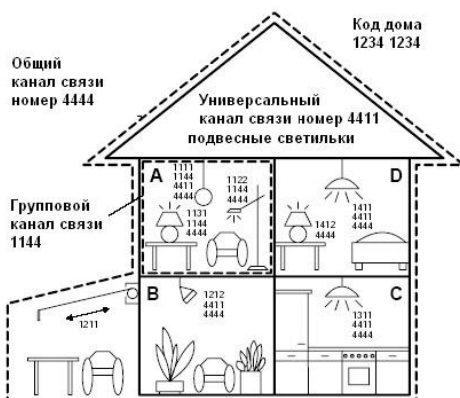 Код дома
1234 1234
Общий
канал связи
номер 4444
Универсальный
канал связи номер 4411
подвесные светильки
A
1111
1144
4411
4444
1122
1144
4444
1131
1144
4444
D
1411
4411
4444
1412
4444
Групповой
канал связи
1144
B
1212
4411
4444
C
1311
4411
4444
1211